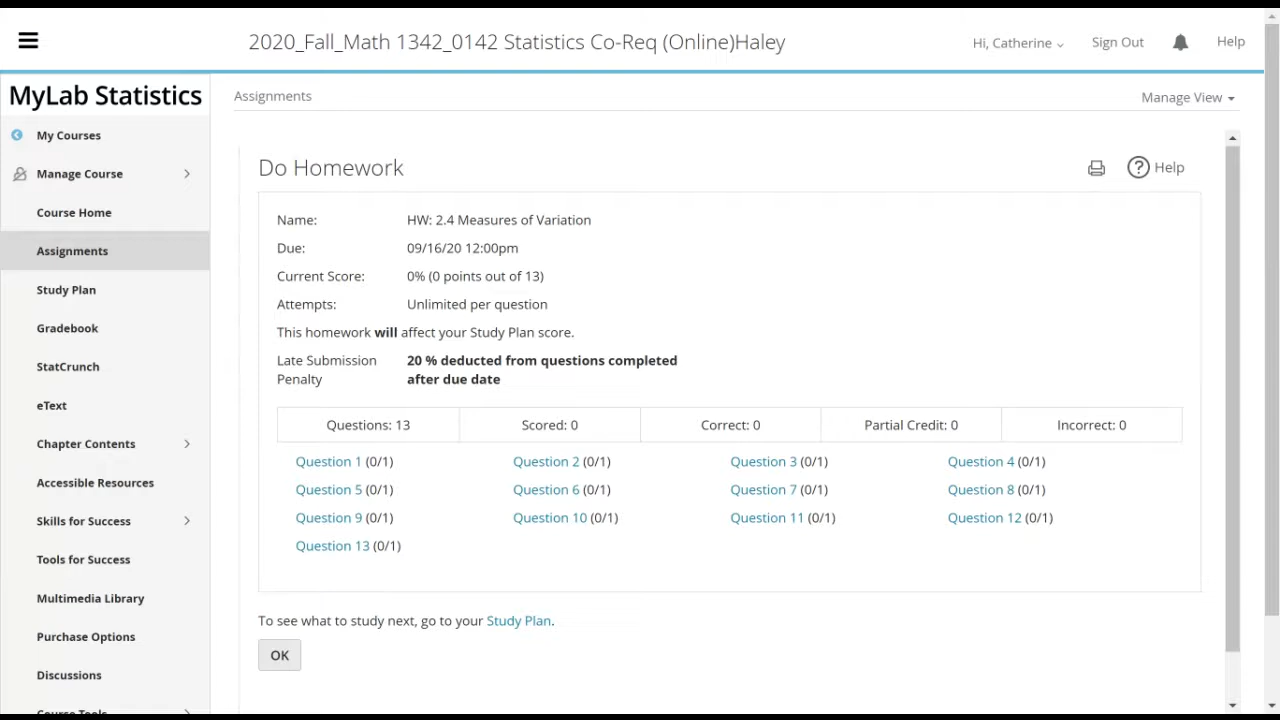 2020_Fall_Math 1342_0142 Statistics Co-Req (Online)Haley
Hi, Catherine
Sign Out
Help
MyLab Statistics
My Courses
Manage Course
Course Home
Assignments
Study Plan
Gradebook
StatCrunch
eText
Chapter Contents
Accessible Resources
Skills for Success
Tools for Success
Multimedia Library
Purchase Options
Discussions
Course Tools
Assignments
Manage View
Do Homework
Help
Name: HW: 2.4 Measures of Variation
Due: 09/16/20 12:00pm
Current Score: 0% (0 points out of 13)
Attempts: Unlimited per question
This homework will affect your Study Plan score.
Late Submission 20 % deducted from questions completed
Penalty after due date
Questions: 13 Scored: 0 Correct: 0 Partial Credit: 0 Incorrect: 0
Question 1 (0/1) Question 2 (0/1) Question 3 (0/1) Question 4 (0/1)
Question 5 (0/1) Question 6 (0/1) Question 7 (0/1) Question 8 (0/1)
Question 9 (0/1) Question 10 (0/1) Question 11 (0/1) Question 12 (0/1)
Question 13 (0/1)
To see what to study next, go to your Study Plan.
OK